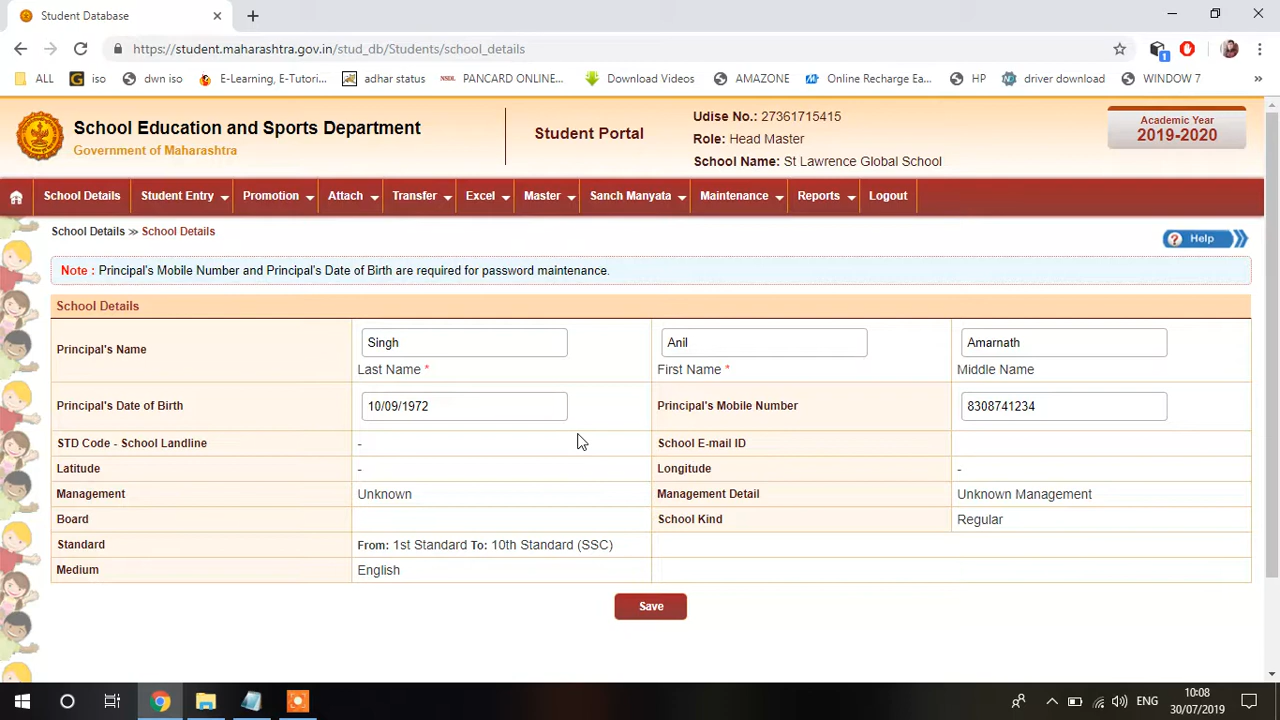 Student Database
https://student.maharashtra.gov.in/stud_db/Students/school_details
ALL
iso
dwn iso
E-Learning, E-Tutori...
adhar status
NSDL
PANCARD ONLINE...
Download Videos
AMAZONE
Online Recharge Ea...
HP
driver download
WINDOW 7
School Education and Sports Department
Government of Maharashtra
Student Portal
Udise No.: 27361715415
Role: Head Master
School Name: St Lawrence Global School
Academic Year
2019-2020
School Details
Student Entry
Promotion
Attach
Transfer
Excel
Master
Sanch Manyata
Maintenance
Reports
Logout
School Details >> School Details
Help
Note : Principal's Mobile Number and Principal's Date of Birth are required for password maintenance.
School Details
Principal's Name
Singh
Anil
Amarnath
Last Name *
First Name *
Middle Name
Principal's Date of Birth
10/09/1972
Principal's Mobile Number
8308741234
STD Code - School Landline
-
School E-mail ID
Latitude
-
Longitude
-
Management
Unknown
Management Detail
Unknown Management
Board
School Kind
Regular
Standard
From: 1st Standard To: 10th Standard (SSC)
Medium
English
Save
ENG
10:08
30/07/2019